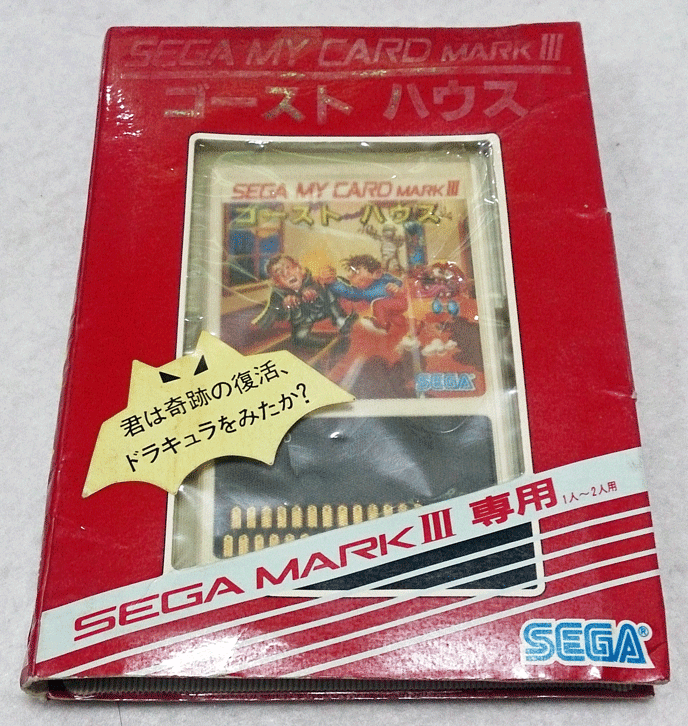 SEGA MY CARD MARK III
ゴースト ハウス
SEGA MY CARD MARK III
ゴースト ハウス
SEGA
君は奇跡の復活、
ドラキュラをみたか?
SEGA MARK III 専用 1人〜2人用
SEGA®